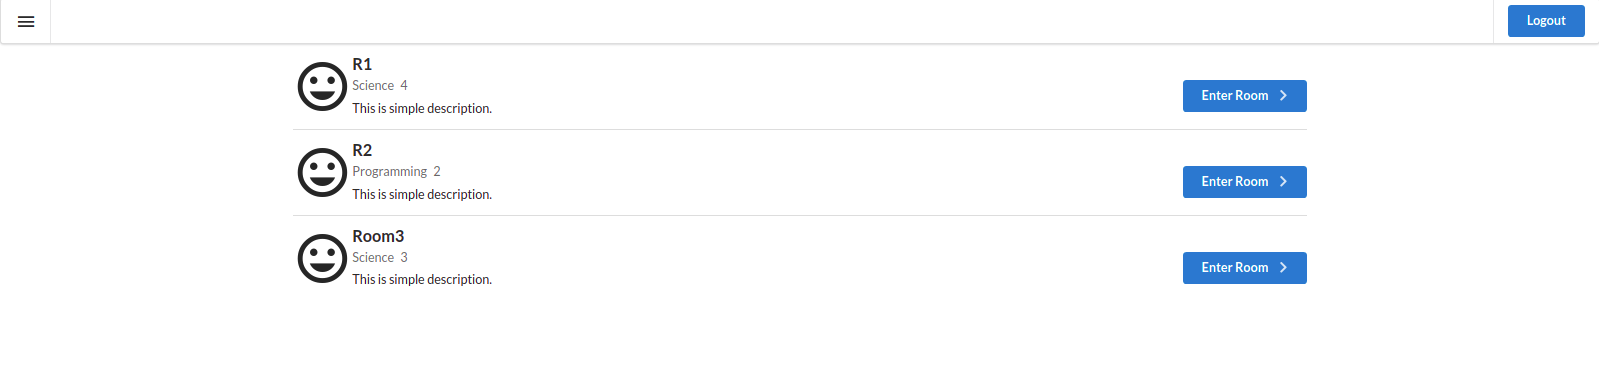 Logout
R1
Science 4
This is simple description.
Enter Room
R2
Programming 2
This is simple description.
Enter Room
Room3
Science 3
This is simple description.
Enter Room